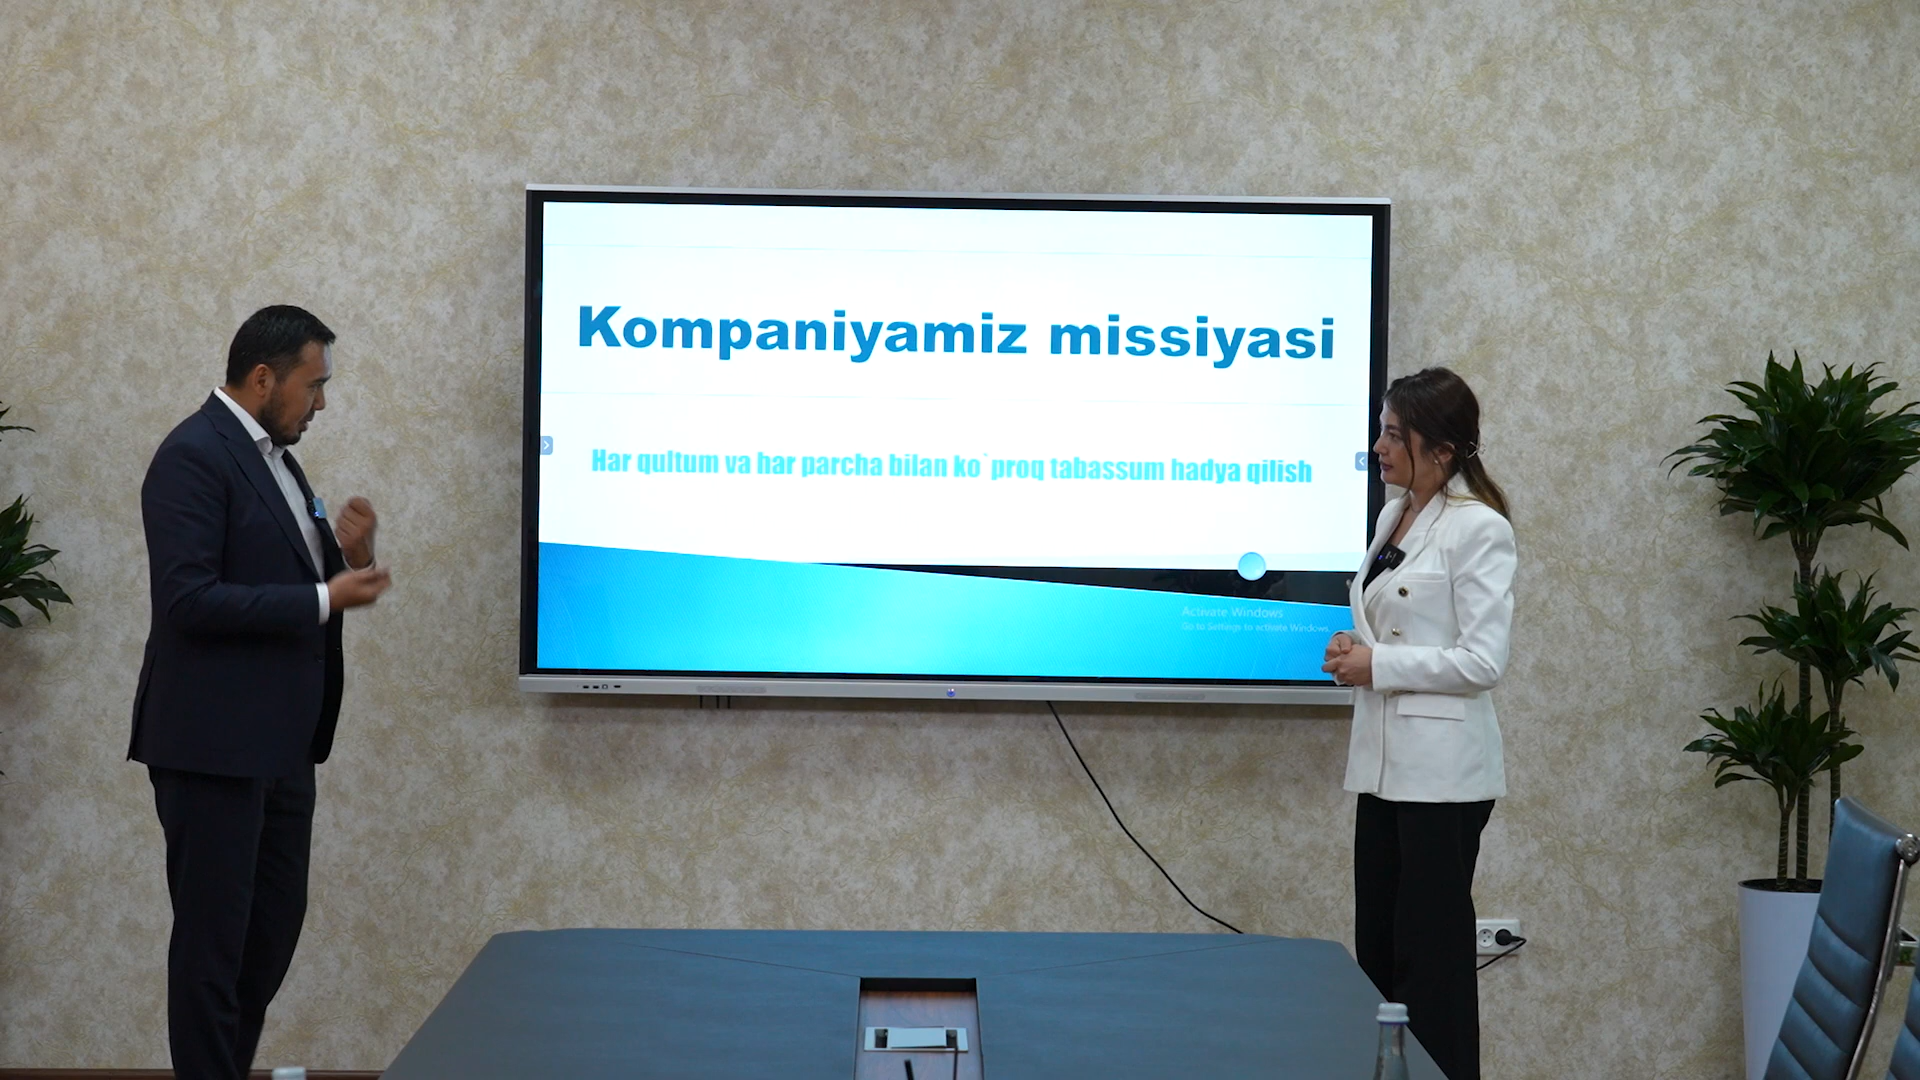 Kompaniyamiz missiyasi
Har qultum va har parcha bilan ko`proq tabassum hadya qilish
Activate Windows
Go to Settings to activate Windows.